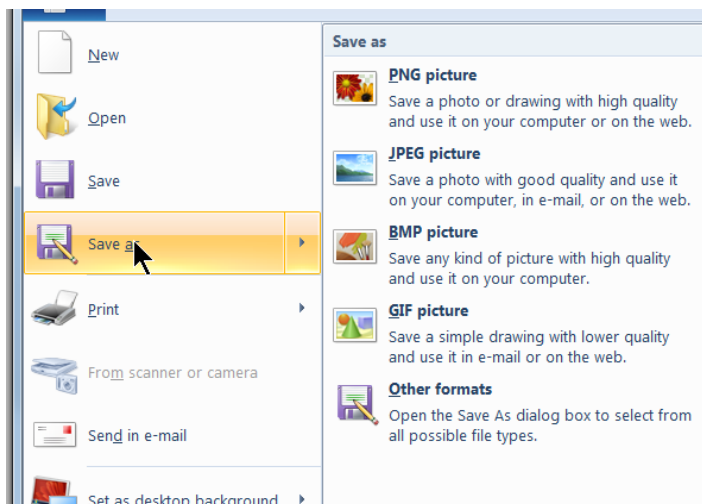 New
Open
Save
Save as
Print
From scanner or camera
Send in e-mail
Set as desktop background
Save as
PNG picture
Save a photo or drawing with high quality
and use it on your computer or on the web.
JPEG picture
Save a photo with good quality and use it
on your computer, in e-mail, or on the web.
BMP picture
Save any kind of picture with high quality
and use it on your computer.
GIF picture
Save a simple drawing with lower quality
and use it in e-mail or on the web.
Other formats
Open the Save As dialog box to select from
all possible file types.